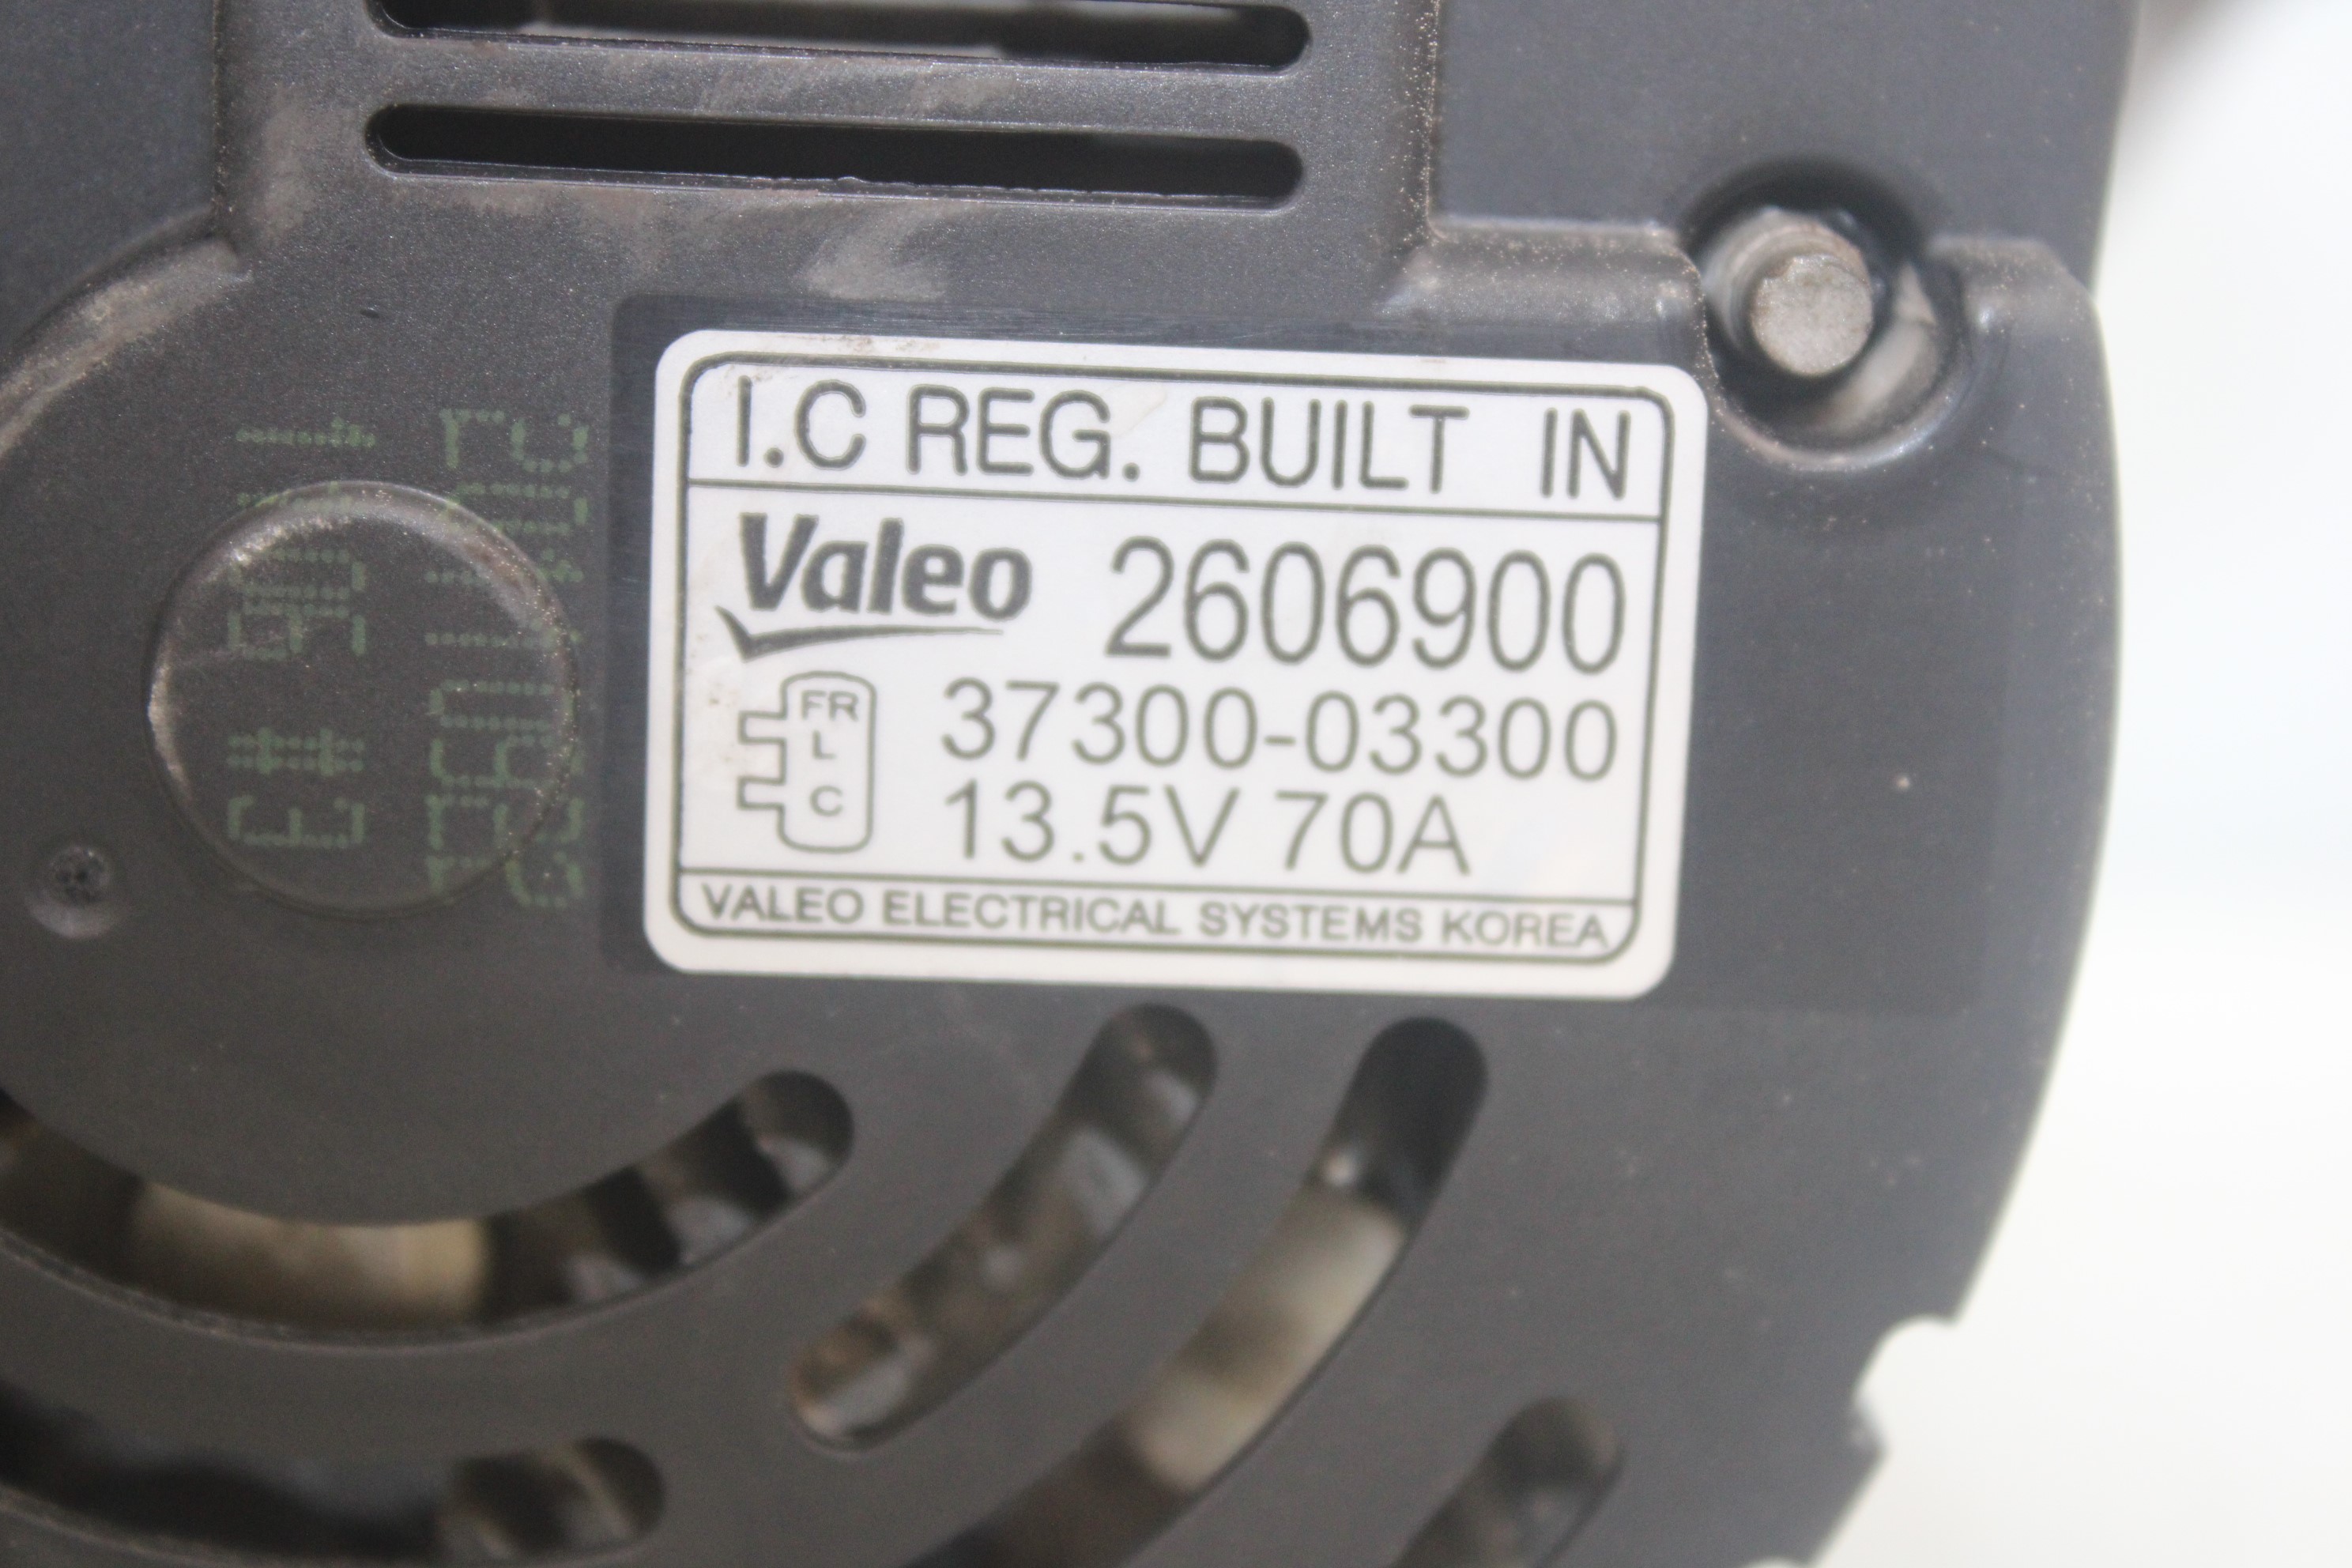 I.C REG. BUILT IN
Valeo 2606900
FR
L
C
37300-03300
13.5V 70A
VALEO ELECTRICAL SYSTEMS KOREA